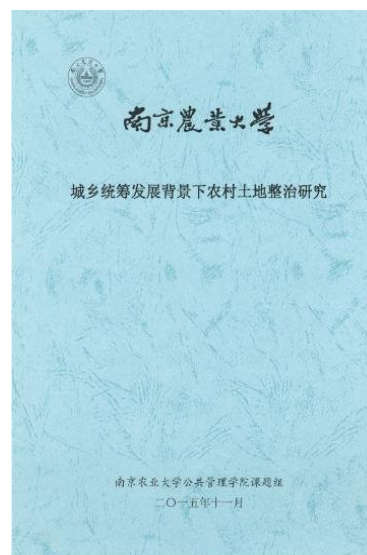 南京農業大學
城乡统筹发展背景下农村土地整治研究
南京农业大学公共管理学院课题组
二〇一五年十一月